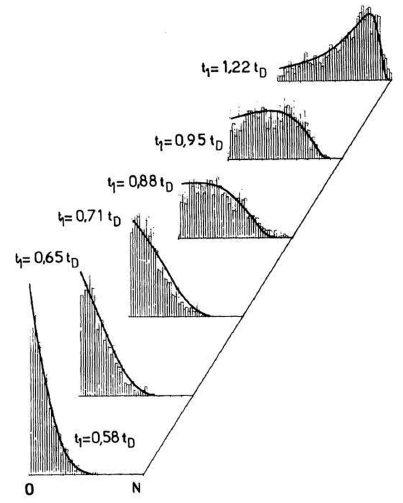 t₁ = 1,22 t_D
t₁ = 0,95 t_D
t₁ = 0,88 t_D
t₁ = 0,71 t_D
t₁ = 0,65 t_D
t₁ = 0,58 t_D
0 N